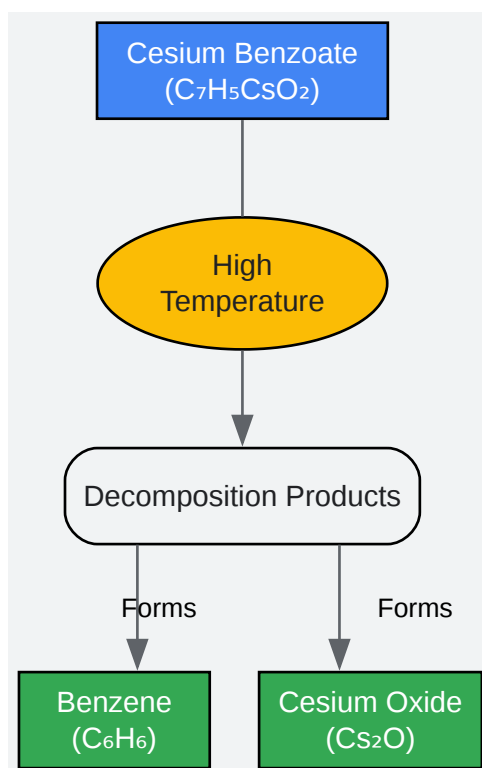 Cesium Benzoate
(C₇H₅CsO₂)
High
Temperature
Decomposition Products
Forms
Forms
Benzene
(C₆H₆)
Cesium Oxide
(Cs₂O)